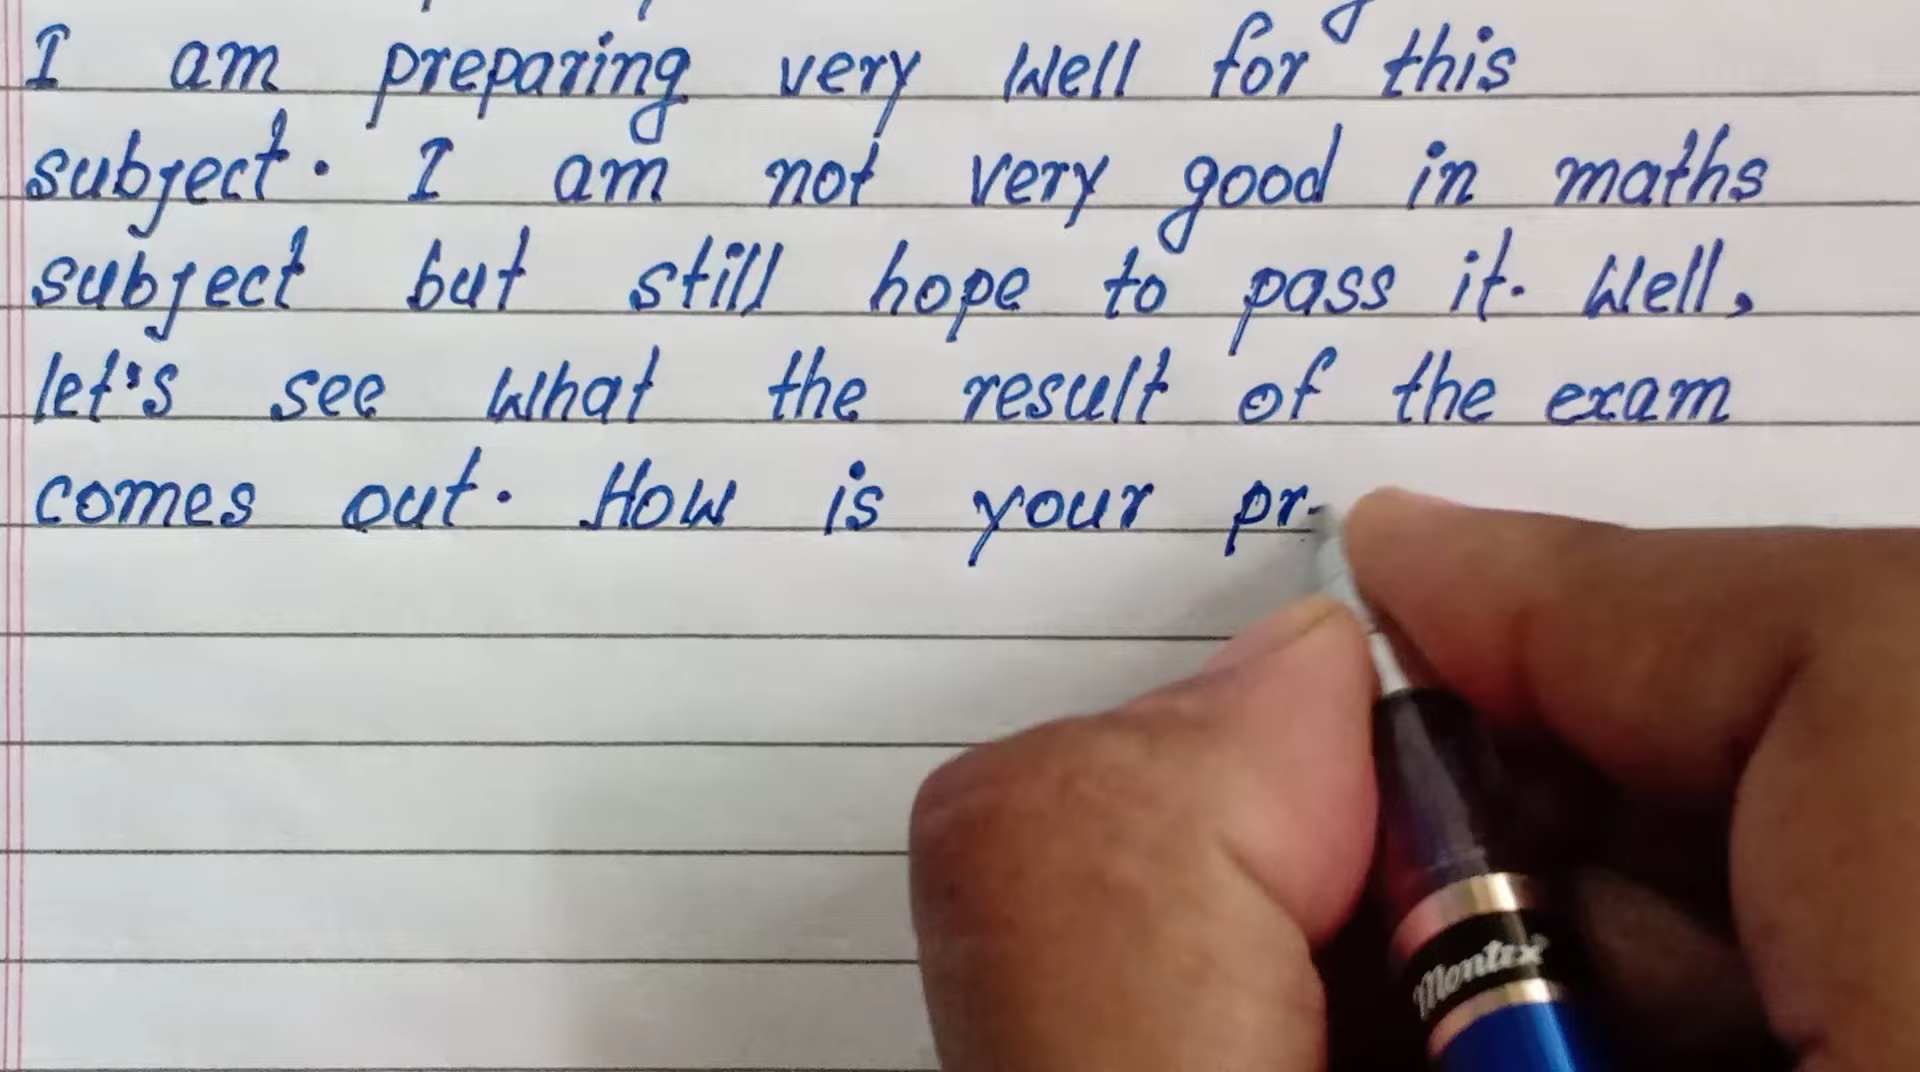 I am preparing very well for this
subject. I am not very good in maths
subject but still hope to pass it. Well,
let's see what the result of the exam
comes out. How is your pr
Montex